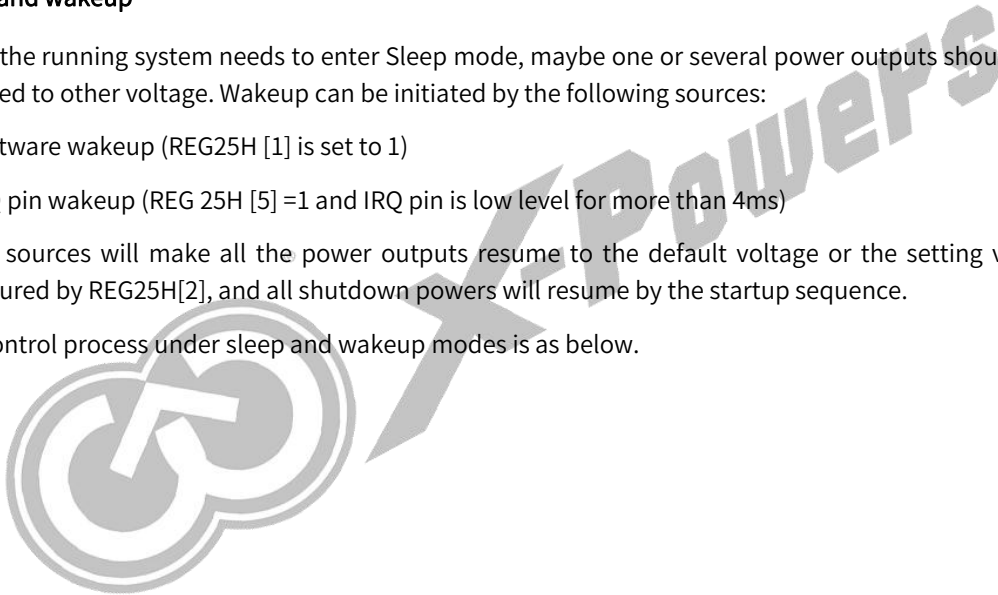 and wakeup
the running system needs to enter Sleep mode, maybe one or several power outputs shou
ed to other voltage. Wakeup can be initiated by the following sources:
tware wakeup (REG25H [1] is set to 1)
pin wakeup (REG 25H [5] =1 and IRQ pin is low level for more than 4ms)
sources will make all the power outputs resume to the default voltage or the setting v
ured by REG25H[2], and all shutdown powers will resume by the startup sequence.
ontrol process under sleep and wakeup modes is as below.
X-Powers